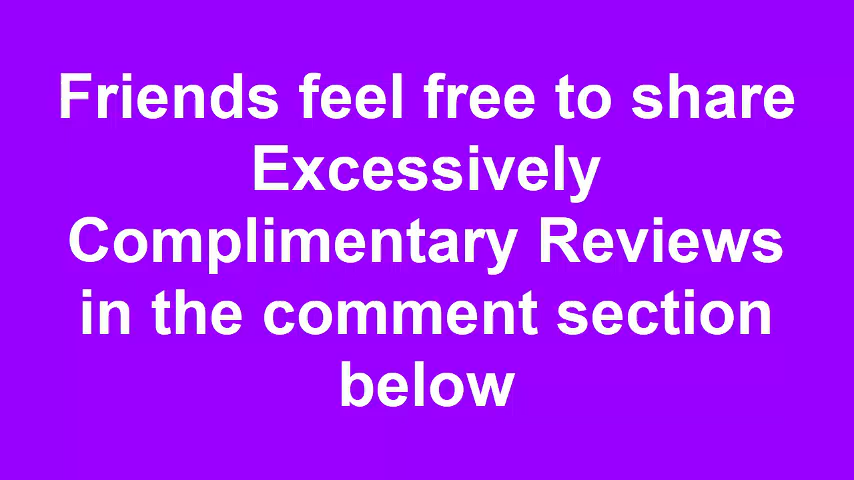 Friends feel free to share
Excessively
Complimentary Reviews
in the comment section
below